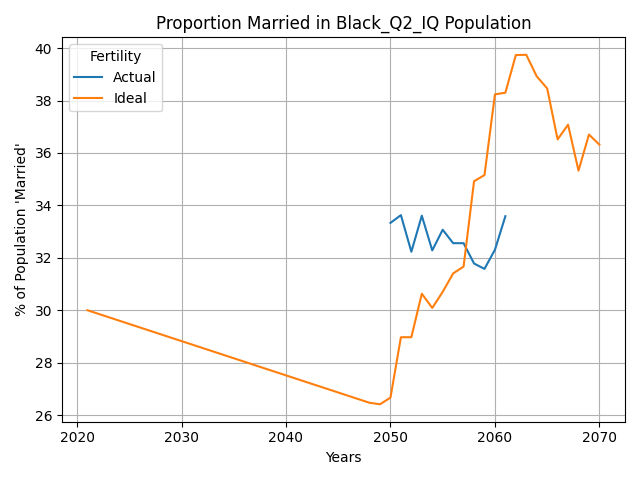 Proportion Married in Black_Q2_IQ Population
Fertility
Actual
Ideal
% of Population 'Married'
40
38
36
34
32
30
28
26
2020 2030 2040 2050 2060 2070
Years